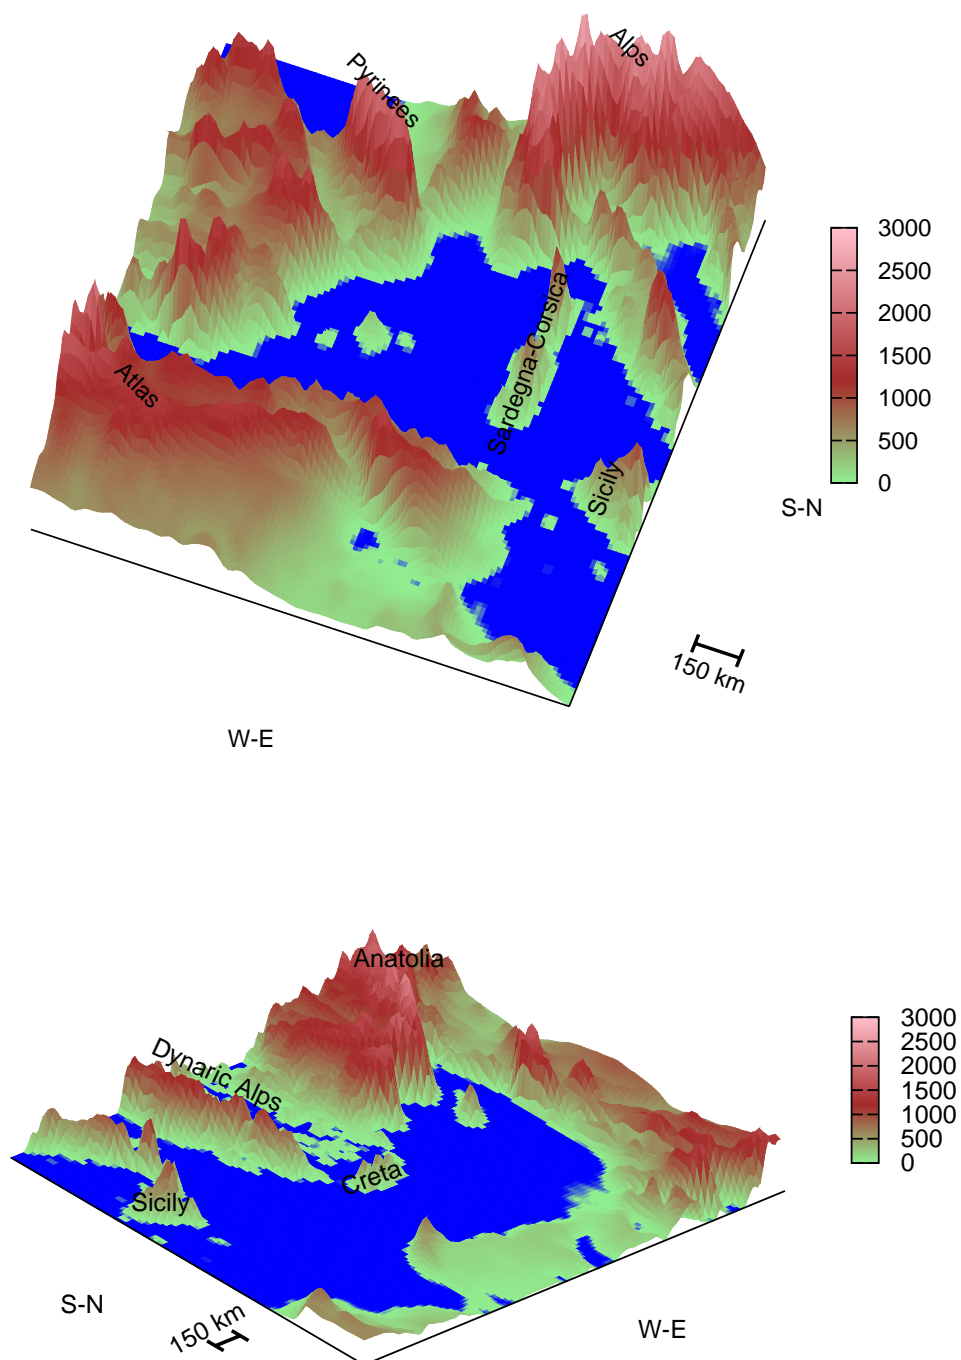 Alps
Pyrinees
3000
2500
2000
1500
1000
500
0
Sardegna-Corsica
Atlas
Sicily
S-N
150 km
W-E
Anatolia
3000
2500
2000
1500
1000
500
0
Dynaric Alps
Creta
Sicily
S-N
150 km
W-E